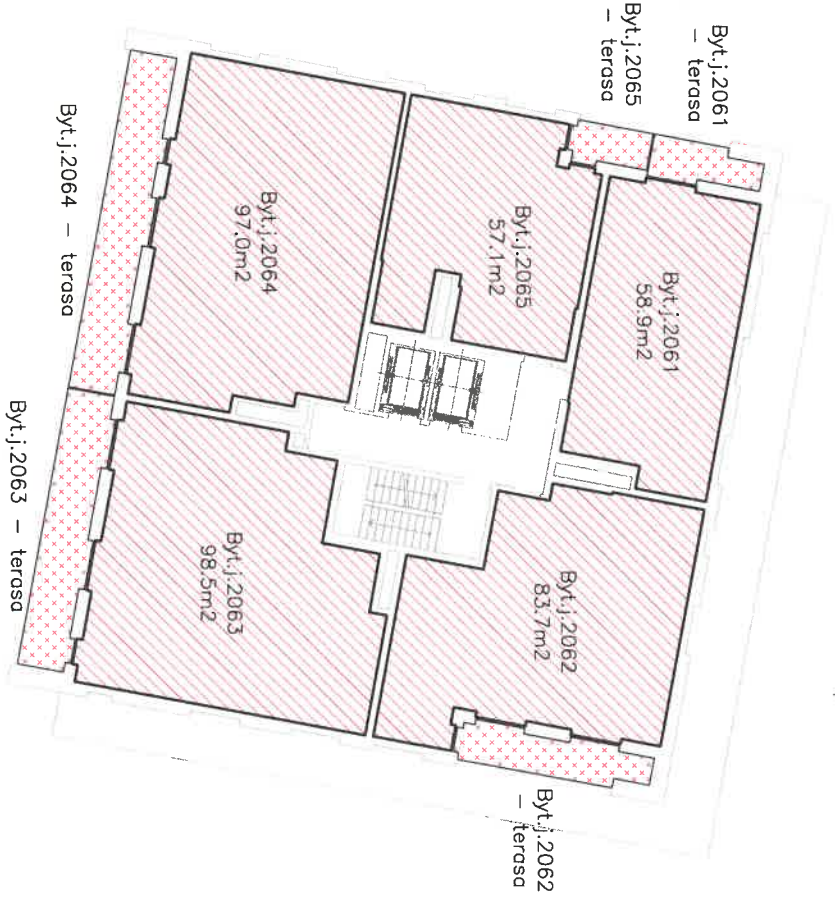 Byt.j.2061
– terasa
Byt.j.2065
– terasa
Byt.j.2061
58.9m2
Byt.j.2065
57.1m2
Byt.j.2064
97.0m2
Byt.j.2062
83.7m2
Byt.j.2063
98.5m2
Byt.j.2062
– terasa
Byt.j.2064 – terasa
Byt.j.2063 – terasa